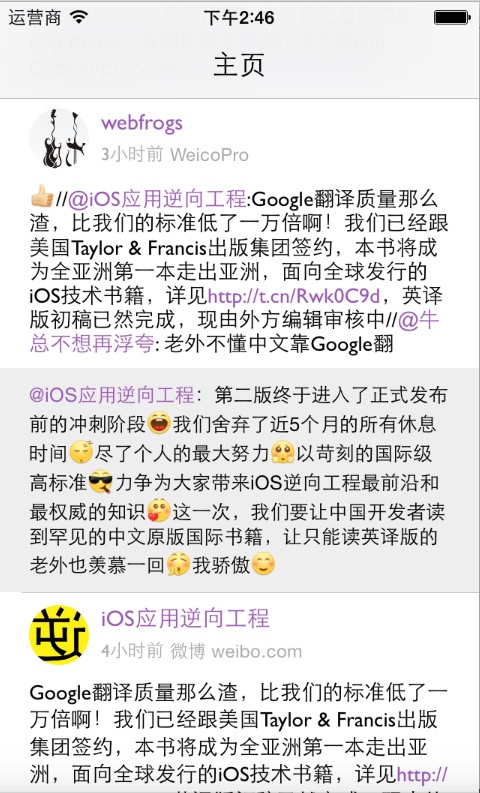 运营商 下午2:46
主页
webfrogs
3小时前 WeicoPro
👍//@iOS应用逆向工程:Google翻译质量那么
渣，比我们的标准低了一万倍啊！我们已经跟
美国Taylor & Francis出版集团签约，本书将成
为全亚洲第一本走出亚洲，面向全球发行的
iOS技术书籍，详见http://t.cn/Rwk0C9d，英译
版初稿已然完成，现由外方编辑审核中//@牛
总不想再浮夸: 老外不懂中文靠Google翻
@iOS应用逆向工程：第二版终于进入了正式发布
前的冲刺阶段😄我们舍弃了近5个月的所有休息
时间😴尽了个人的最大努力🥺以苛刻的国际级
高标准😎力争为大家带来iOS逆向工程最前沿和
最权威的知识😘这一次，我们要让中国开发者读
到罕见的中文原版国际书籍，让只能读英译版的
老外也羡慕一回😚我骄傲😊
逆
iOS应用逆向工程
4小时前 微博 weibo.com
Google翻译质量那么渣，比我们的标准低了一
万倍啊！我们已经跟美国Taylor & Francis出版
集团签约，本书将成为全亚洲第一本走出亚
洲，面向全球发行的iOS技术书籍，详见http://